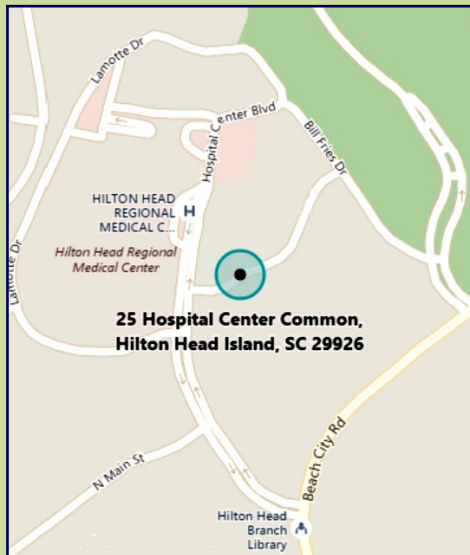 Lamotte Dr
Hospital Center Blvd
Bill Fries Dr
HILTON HEAD
REGIONAL
MEDICAL C...
H
Hilton Head Regional
Medical Center
Lamotte Dr
25 Hospital Center Common,
Hilton Head Island, SC 29926
N Main St
Beach City Rd
Hilton Head
Branch
Library